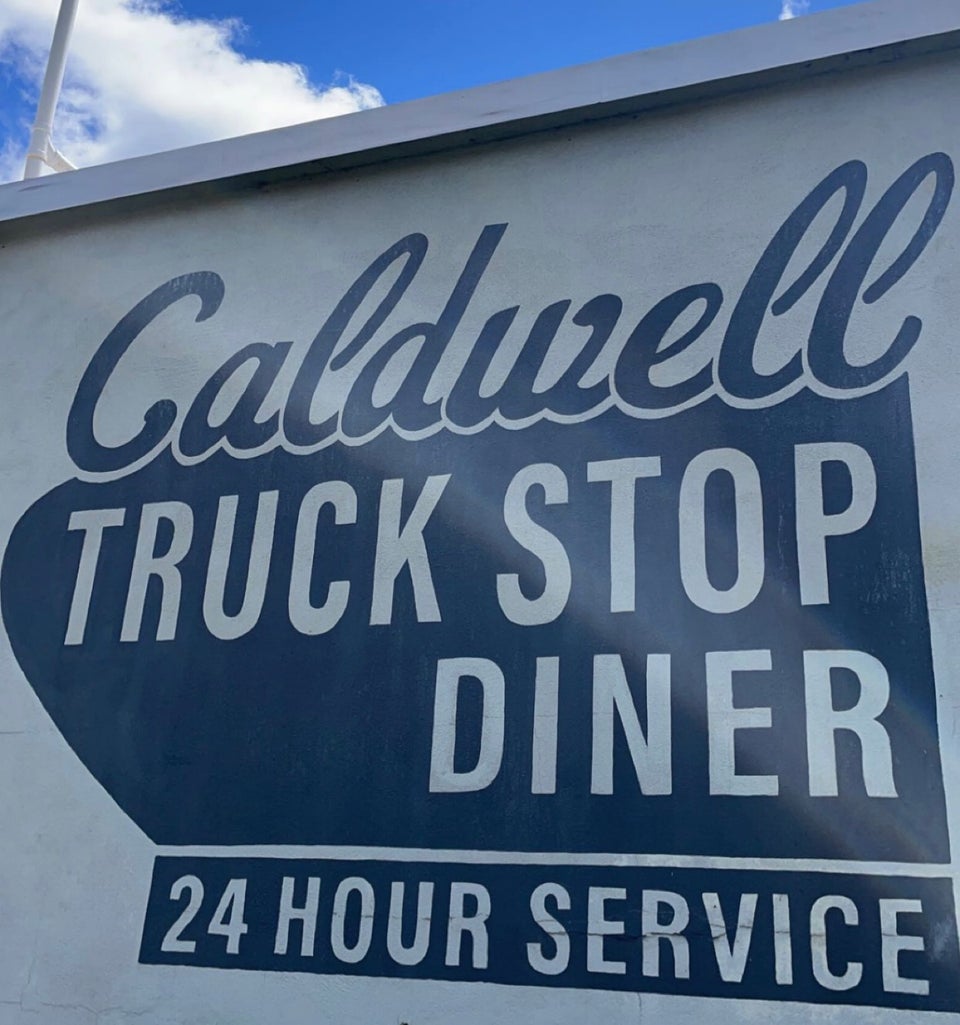 Caldwell
TRUCK STOP
DINER
24 HOUR SERVICE